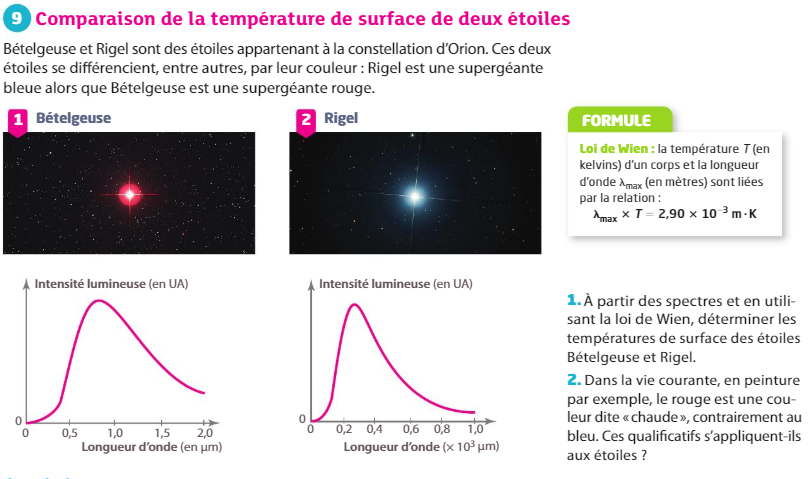 9 Comparaison de la température de surface de deux étoiles
Bételgeuse et Rigel sont des étoiles appartenant à la constellation d'Orion. Ces deux
étoiles se différencient, entre autres, par leur couleur : Rigel est une supergéante
bleue alors que Bételgeuse est une supergéante rouge.
1 Bételgeuse
2 Rigel
FORMULE
Loi de Wien : la température T (en
kelvins) d'un corps et la longueur
d'onde λmax (en mètres) sont liées
par la relation :
λmax × T = 2,90 × 10⁻³ m·K
Intensité lumineuse (en UA)
0
0 0,5 1,0 1,5 2,0
Longueur d'onde (en μm)
Intensité lumineuse (en UA)
0
0 0,2 0,4 0,6 0,8 1,0
Longueur d'onde (× 10³ μm)
1. À partir des spectres et en utili-
sant la loi de Wien, déterminer les
températures de surface des étoiles
Bételgeuse et Rigel.
2. Dans la vie courante, en peinture
par exemple, le rouge est une cou-
leur dite « chaude », contrairement au
bleu. Ces qualificatifs s'appliquent-ils
aux étoiles ?